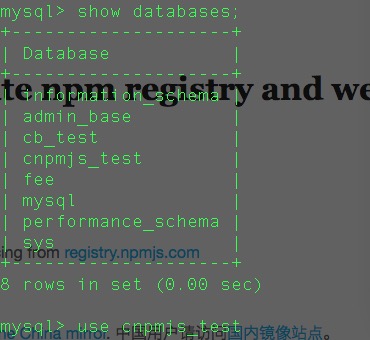 mysql> show databases;
+--------------------+
| Database           |
+--------------------+
te npm registry and we
| information_schema |
| admin_base         |
| cb_test            |
| cnpmjs_test        |
| fee                |
| mysql              |
| performance_schema |
| sys                |
ing from registry.npmjs.com
+--------------------+
8 rows in set (0.00 sec)
mysql> use cnpmjs_test
he China mirror. 中国用户请访问国内镜像站点。